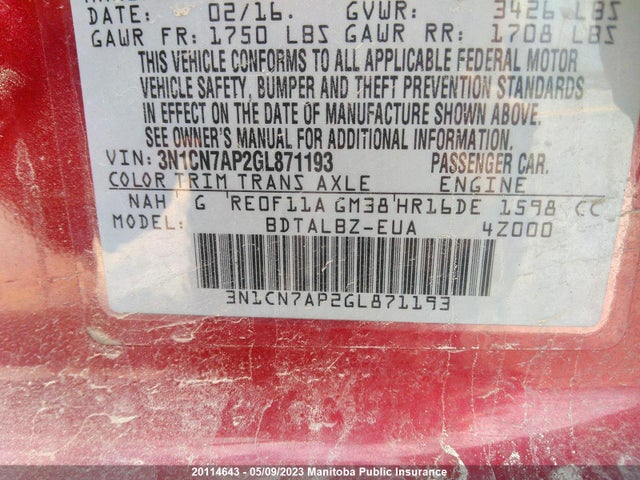 DATE: 02/16. GVWR: 3426 LBS
GAWR FR: 1750 LBS GAWR RR: 1708 LBS
THIS VEHICLE CONFORMS TO ALL APPLICABLE FEDERAL MOTOR
VEHICLE SAFETY, BUMPER AND THEFT PREVENTION STANDARDS
IN EFFECT ON THE DATE OF MANUFACTURE SHOWN ABOVE.
SEE OWNER'S MANUAL FOR ADDITIONAL INFORMATION.
VIN: 3N1CN7AP2GL871193 PASSENGER CAR.
COLOR TRIM TRANS AXLE ENGINE
NAH G RE0F11A GM38 HR16DE 1598 CC
MODEL: BDTALBZ-EUA 4Z000
3N1CN7AP2GL871193
20114643 - 05/09/2023 Manitoba Public Insurance